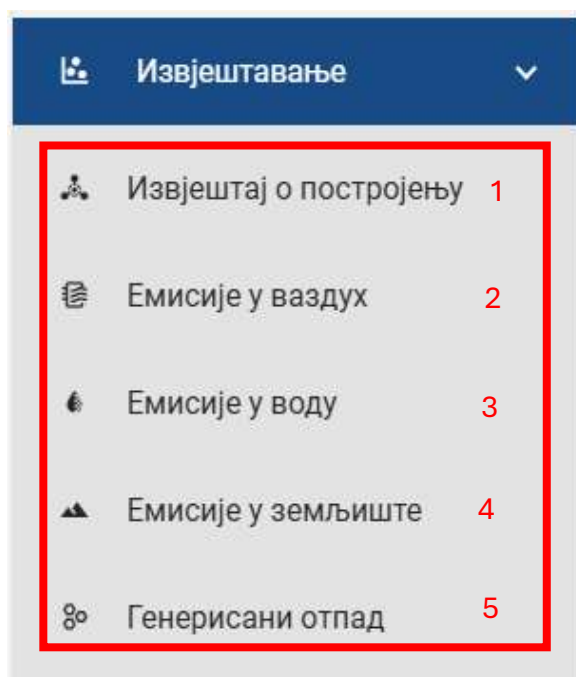 Извјештавање
Извјештај о постројењу 1
Емисије у ваздух 2
Емисије у воду 3
Емисије у земљиште 4
Генерисани отпад 5